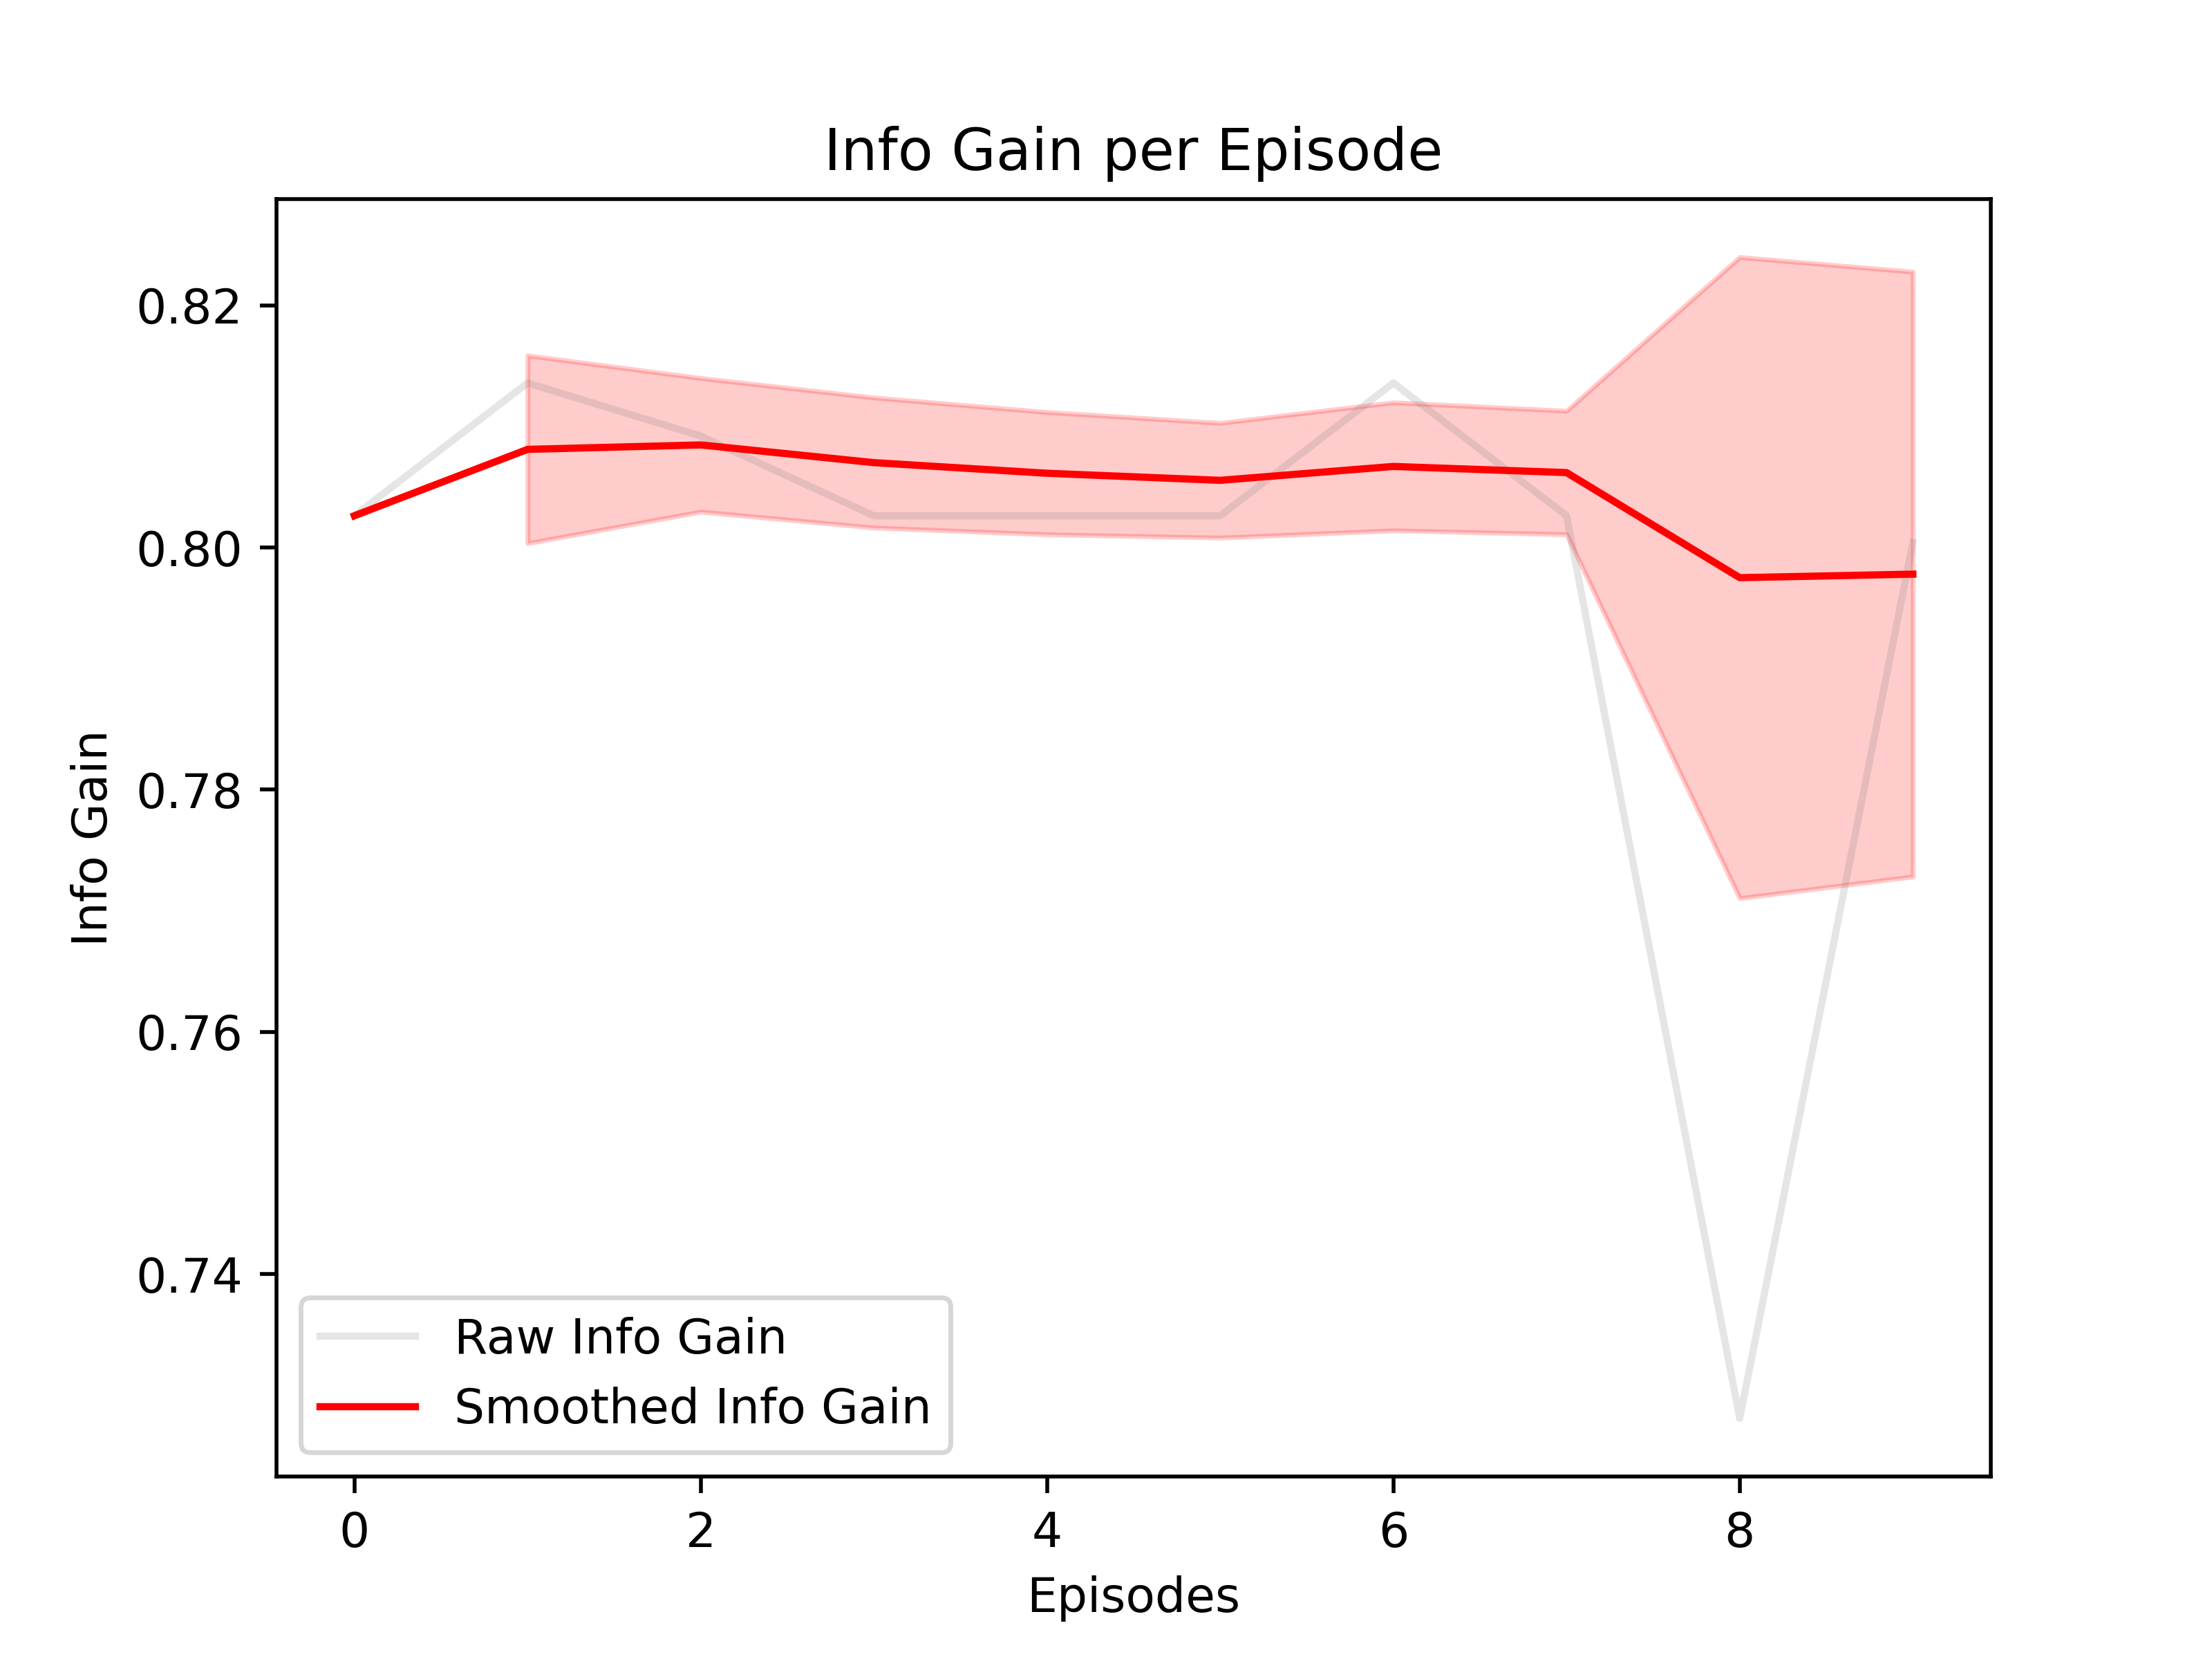 Info Gain per Episode
Info Gain
0.82
0.80
0.78
0.76
0.74
Raw Info Gain
Smoothed Info Gain
0 2 4 6 8
Episodes